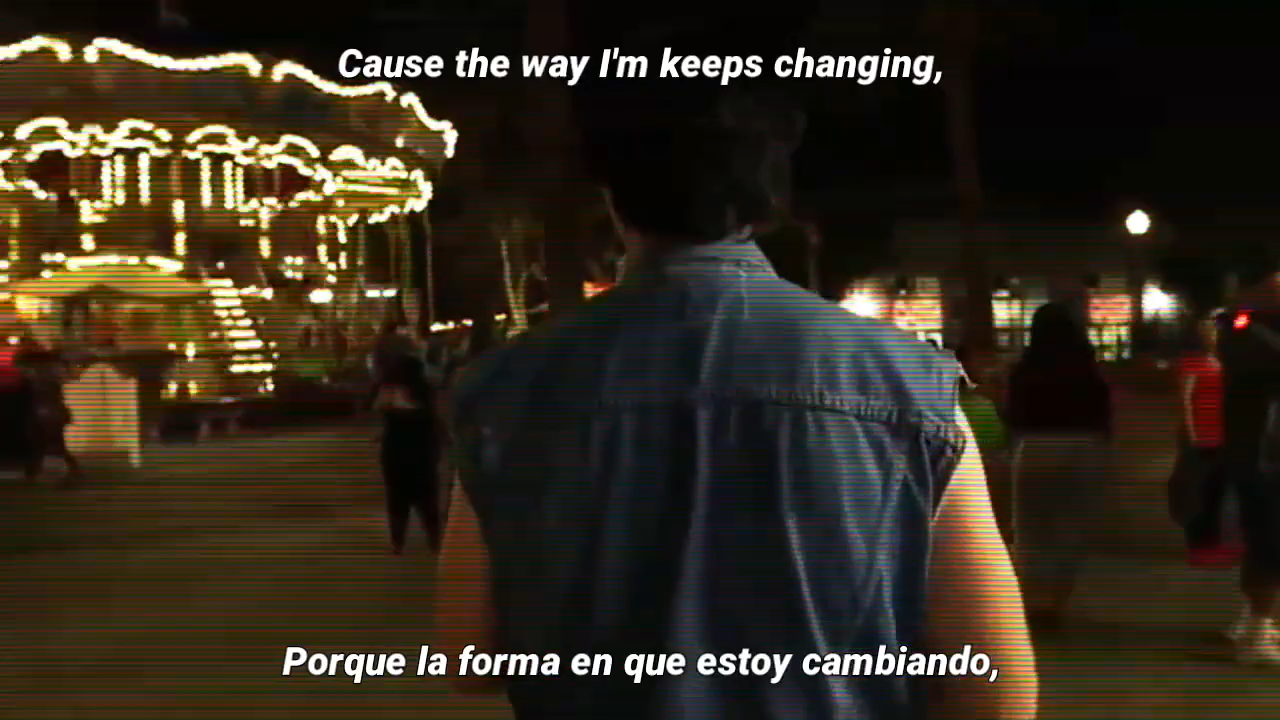 Cause the way I'm keeps changing,
Porque la forma en que estoy cambiando,